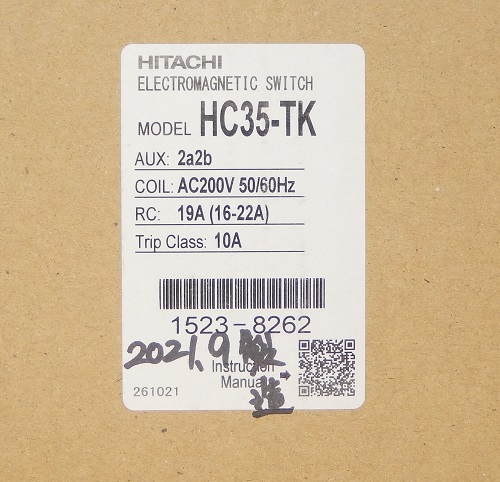 HITACHI
ELECTROMAGNETIC SWITCH
MODEL HC35-TK
AUX: 2a2b
COIL: AC200V 50/60Hz
RC: 19A (16-22A)
Trip Class: 10A
1523-8262
2021.9
Instruction
Manual
261021